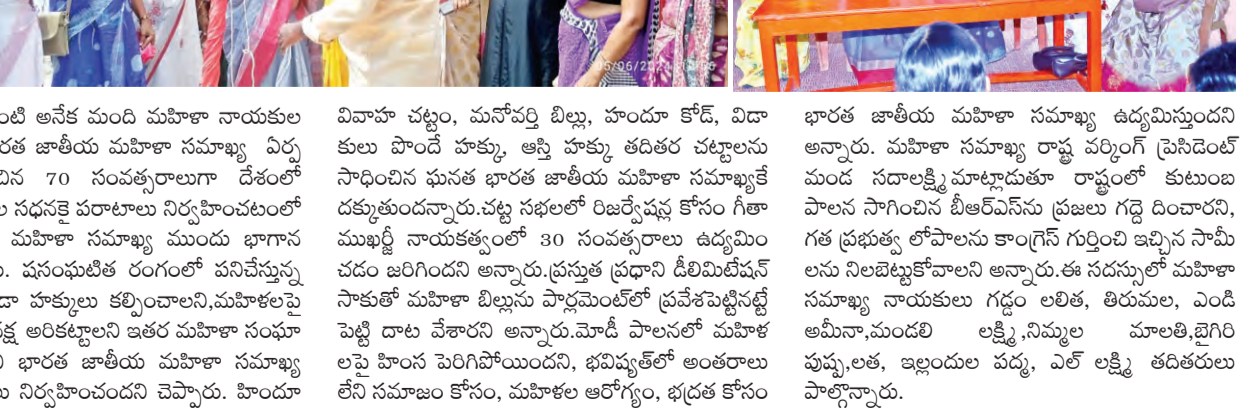 06/2024
ంటి అనేక మంది మహిళా నాయకుల
రత జాతీయ మహిళా సమాఖ్య ఏర్ప
చిన 70 సంవత్సరాలుగా దేశంలో
ల సధనకై పరాటాలు నిర్వహించటంలో
మహిళా సమాఖ్య ముందు భాగాన
షసంఘటిత రంగంలో పనిచేస్తున్న
డా హక్కులు కల్పించాలని,మహిళలపై
క్ష అరికట్టాలని ఇతర మహిళా సంఘా
భారత జాతీయ మహిళా సమాఖ్య
లు నిర్వహించందని చెప్పారు. హిందూ
వివాహ చట్టం, మనోవర్తి బిల్లు, హందూ కోడ్, విడా
కులు పొందే హక్కు, ఆస్తి హక్కు తదితర చట్టాలను
సాధించిన ఘనత భారత జాతీయ మహిళా సమాఖ్యకే
దక్కుతుందన్నారు.చట్ట సభలలో రిజర్వేషన్ల కోసం గీతా
ముఖర్జీ నాయకత్వంలో 30 సంవత్సరాలు ఉద్యమిం
చడం జరిగిందని అన్నారు.ప్రస్తుత ప్రధాని డీలిమిటేషన్
సాకుతో మహిళా బిల్లును పార్లమెంట్‌లో ప్రవేశపెట్టినట్టే
పెట్టి దాట వేశారని అన్నారు.మోడీ పాలనలో మహిళ
లపై హింస పెరిగిపోయిందని, భవిష్యత్‌లో అంతరాలు
లేని సమాజం కోసం, మహిళల ఆరోగ్యం, భద్రత కోసం
భారత జాతీయ మహిళా సమాఖ్య ఉద్యమిస్తుందని
అన్నారు. మహిళా సమాఖ్య రాష్ట్ర వర్కింగ్ ప్రెసిడెంట్
మండ సదాలక్ష్మి మాట్లాడుతూ రాష్ట్రంలో కుటుంబ
పాలన సాగించిన బీఆర్ఎస్‌ను ప్రజలు గద్దె దించారని,
గత ప్రభుత్వ లోపాలను కాంగ్రెస్ గుర్తించి ఇచ్చిన సామీ
లను నిలబెట్టుకోవాలని అన్నారు.ఈ సదస్సులో మహిళా
సమాఖ్య నాయకులు గడ్డం లలిత, తిరుమల, ఎండి
అమీనా,మండలి లక్ష్మి,నిమ్మల మాలతి,బైగిరి
పుష్ప,లత, ఇల్లందుల పద్మ, ఎల్ లక్ష్మి తదితరులు
పాల్గొన్నారు.